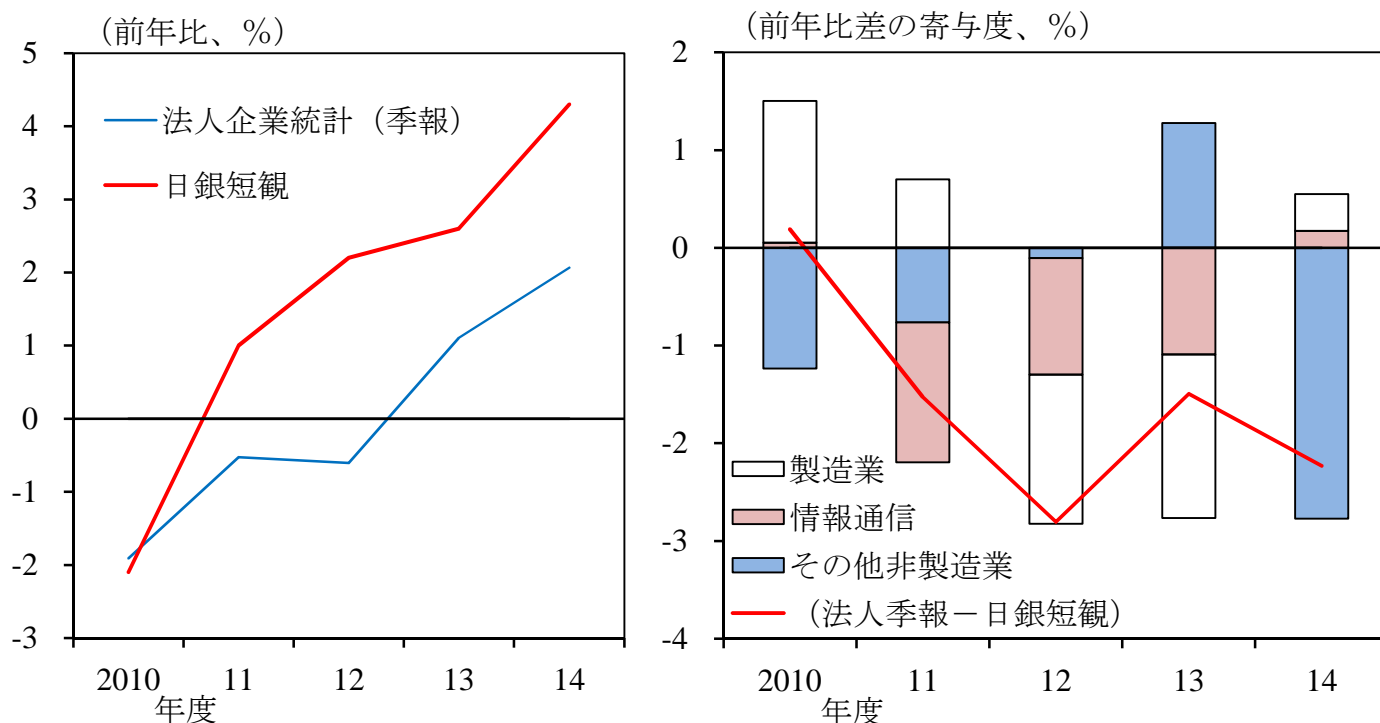 (前年比、%)
5
4
3
2
1
0
-1
-2
-3
法人企業統計(季報)
日銀短観
2010 11 12 13 14
年度
(前年比差の寄与度、%)
2
1
0
-1
-2
-3
-4
製造業
情報通信
その他非製造業
(法人季報-日銀短観)
2010 11 12 13 14
年度